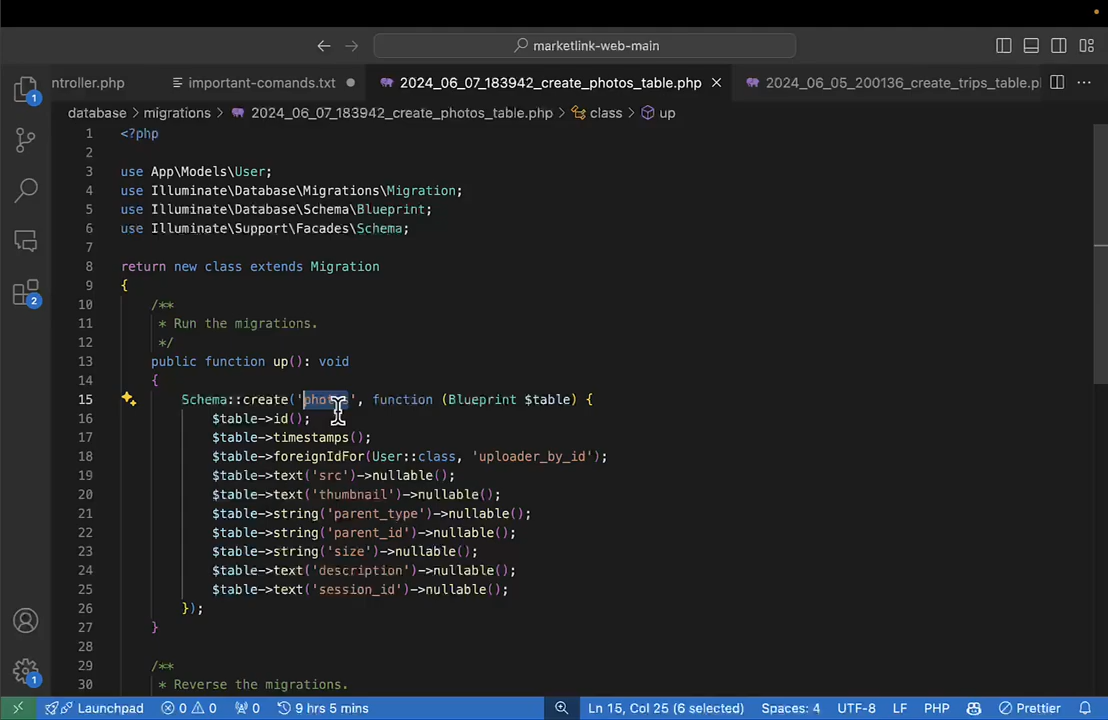 marketlink-web-main
ntroller.php
important-comands.txt
2024_06_07_183942_create_photos_table.php
2024_06_05_200136_create_trips_table.p
database
migrations
2024_06_07_183942_create_photos_table.php
class
up
1 <?php
2
3 use App\Models\User;
4 use Illuminate\Database\Migrations\Migration;
5 use Illuminate\Database\Schema\Blueprint;
6 use Illuminate\Support\Facades\Schema;
7
8 return new class extends Migration
9 {
10 /**
11 * Run the migrations.
12 */
13 public function up(): void
14 {
15 Schema::create('photos', function (Blueprint $table) {
16 $table->id();
17 $table->timestamps();
18 $table->foreignIdFor(User::class, 'uploader_by_id');
19 $table->text('src')->nullable();
20 $table->text('thumbnail')->nullable();
21 $table->string('parent_type')->nullable();
22 $table->string('parent_id')->nullable();
23 $table->string('size')->nullable();
24 $table->text('description')->nullable();
25 $table->text('session_id')->nullable();
26 });
27 }
28
29 /**
30 * Reverse the migrations.
1
2
1
Launchpad
0
0
0
9 hrs 5 mins
Ln 15, Col 25 (6 selected)
Spaces: 4
UTF-8
LF
PHP
Prettier